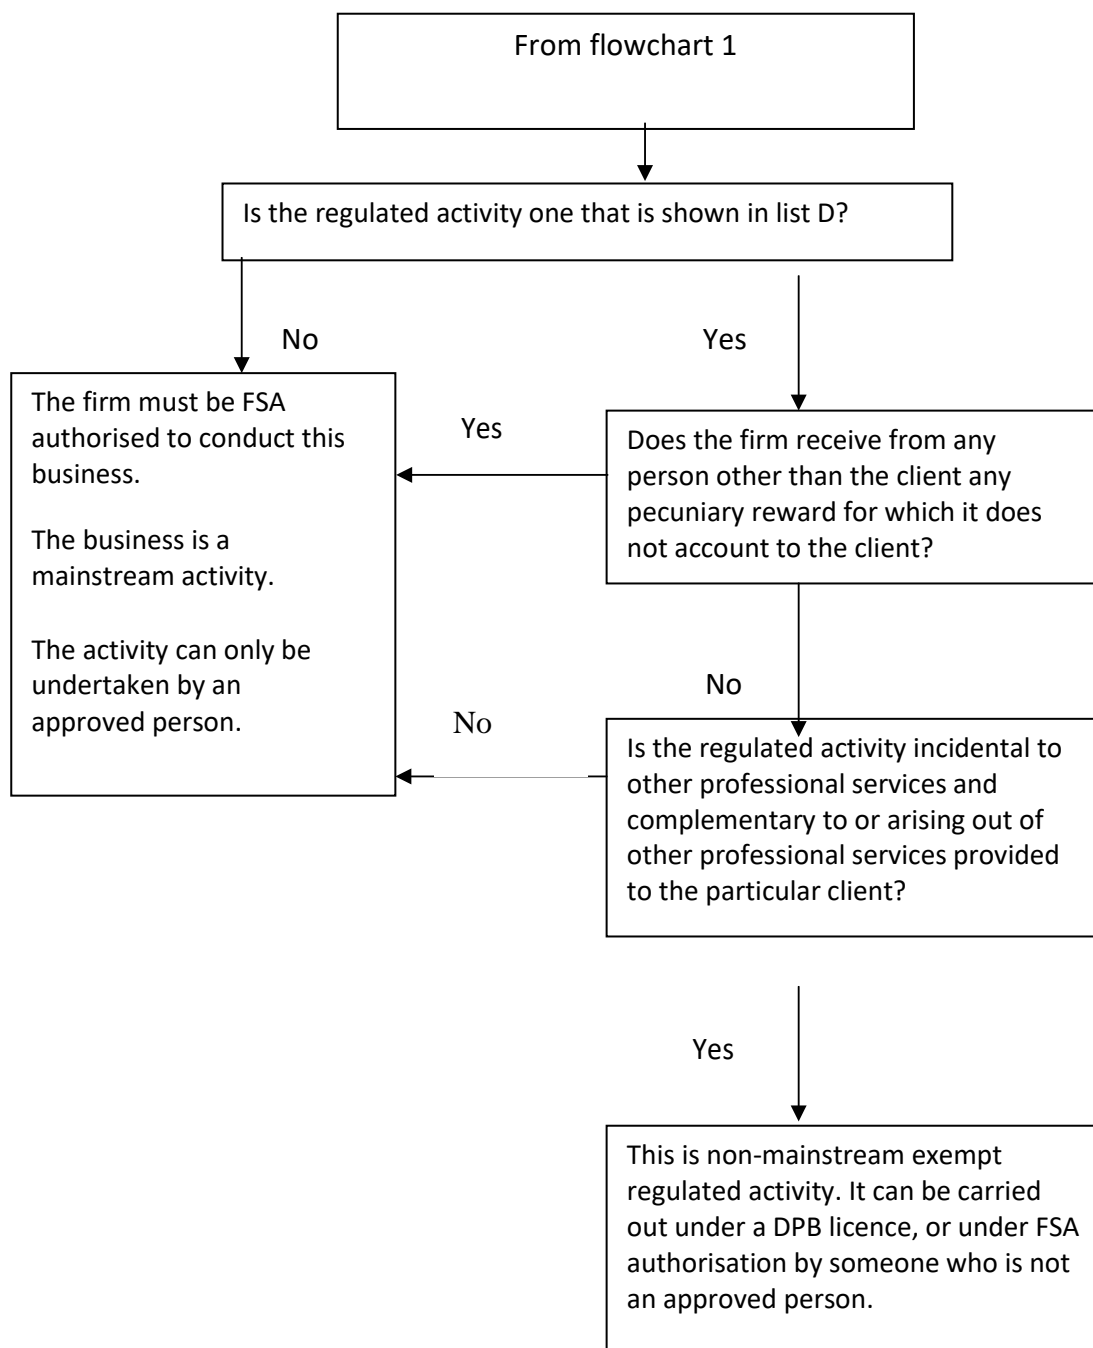 From flowchart 1
Is the regulated activity one that is shown in list D?
No
Yes
The firm must be FSA
authorised to conduct this
business.
The business is a
mainstream activity.
The activity can only be
undertaken by an
approved person.
Yes
Does the firm receive from any
person other than the client any
pecuniary reward for which it does
not account to the client?
No
No
Is the regulated activity incidental to
other professional services and
complementary to or arising out of
other professional services provided
to the particular client?
Yes
This is non-mainstream exempt
regulated activity. It can be carried
out under a DPB licence, or under FSA
authorisation by someone who is not
an approved person.